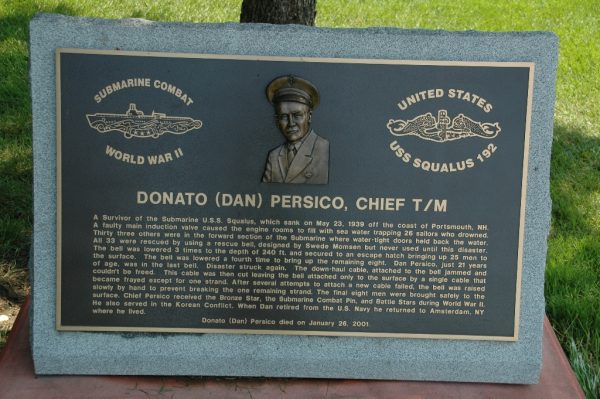 SUBMARINE COMBAT
WORLD WAR II
UNITED STATES
USS SQUALUS 192
DONATO (DAN) PERSICO, CHIEF T/M
A Survivor of the Submarine U.S.S. Squalus, which sank on May 23, 1939 off the coast of Portsmouth, NH.
A faulty main induction valve caused the engine rooms to fill with sea water trapping 26 sailors who drowned.
Thirty three others were in the forward section of the Submarine where water-tight doors held back the water.
All 33 were rescued by using a rescue bell, designed by Swede Momsen but never used until this disaster.
The bell was lowered 3 times to the depth of 240 ft. and secured to an escape hatch bringing up 25 men to
the surface. The bell was lowered a fourth time to bring up the remaining eight. Dan Persico, just 21 years
of age, was in the last bell. Disaster struck again. The down-haul cable, attached to the bell jammed and
couldn't be freed. This cable was then cut leaving the bell attached only to the surface by a single cable that
became frayed except for one strand. After several attempts to attach a new cable failed, the bell was raised
slowly by hand to prevent breaking the one remaining strand. The final eight men were brought safely to the
surface. Chief Persico received the Bronze Star, the Submarine Combat Pin, and Battle Stars during World War II.
He also served in the Korean Conflict. When Dan retired from the U.S. Navy he returned to Amsterdam, NY
where he lived.
Donato (Dan) Persico died on January 26, 2001.